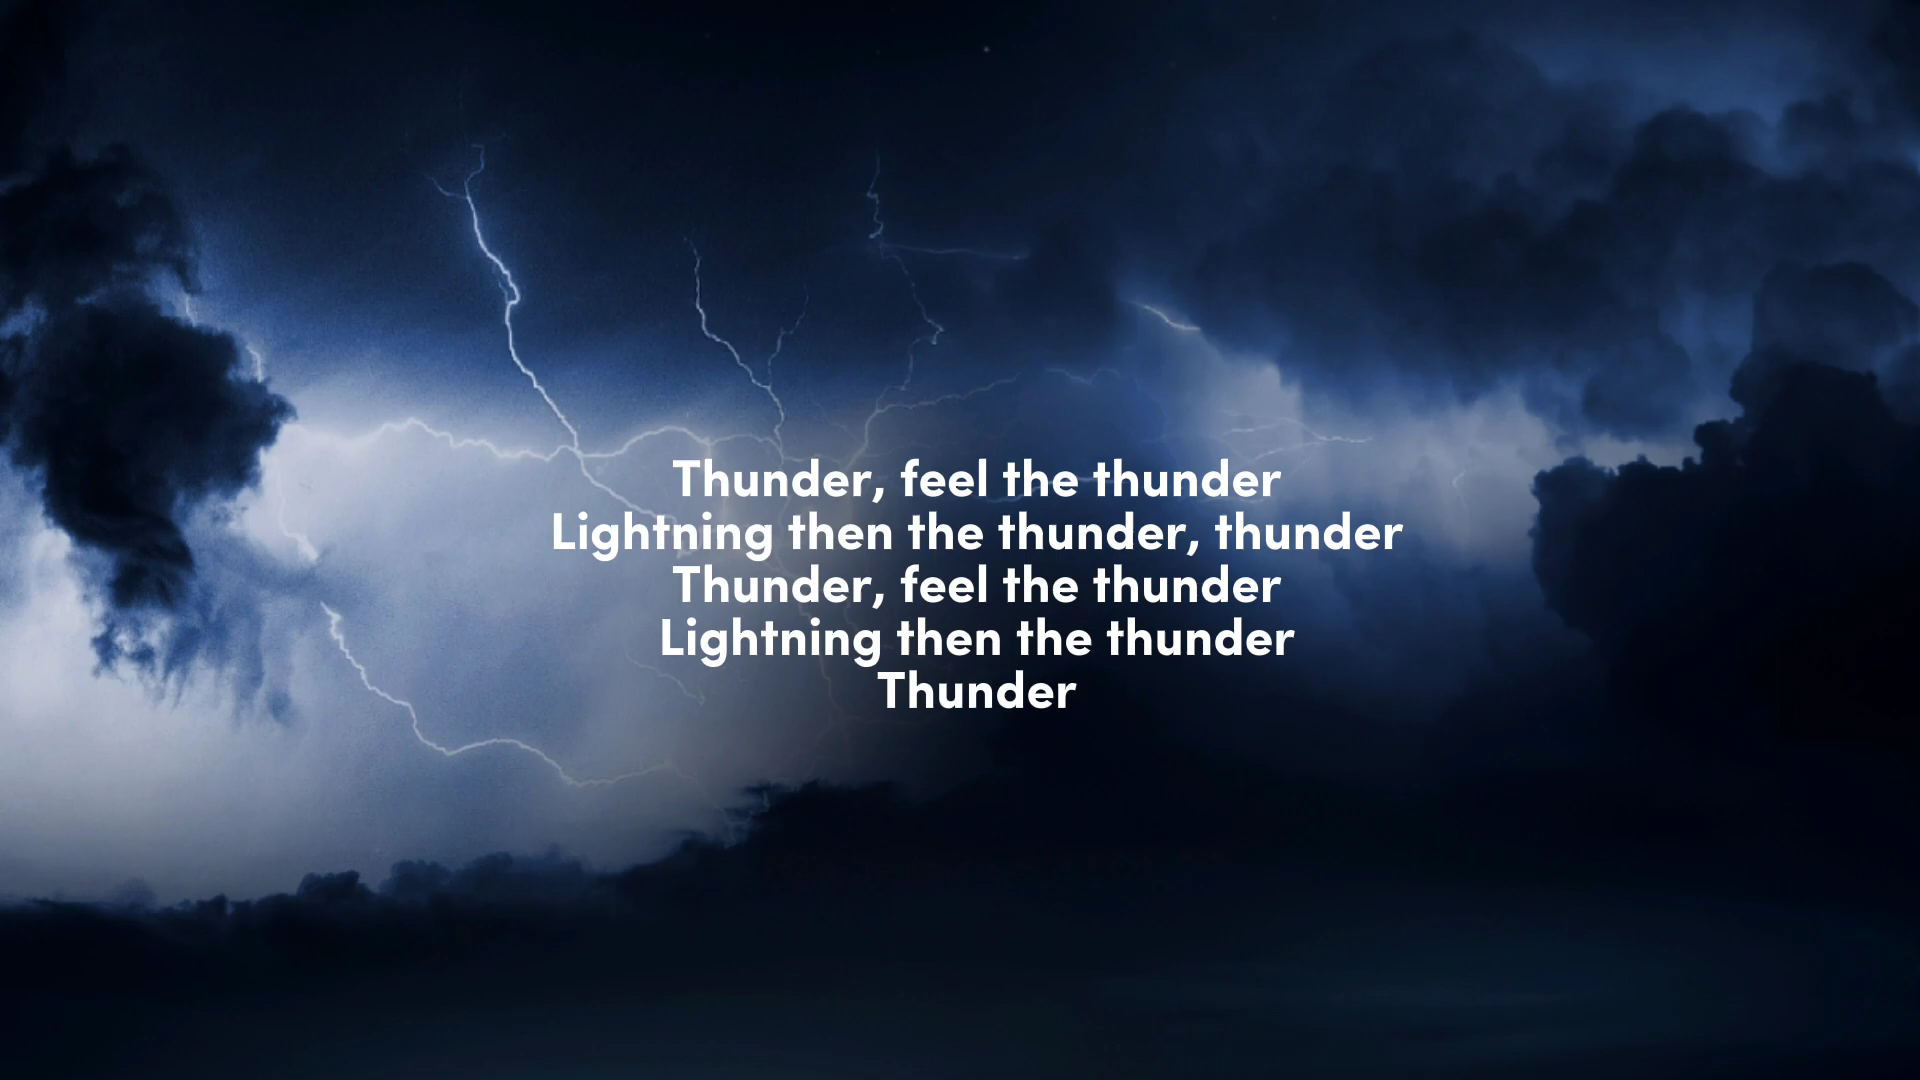 Thunder, feel the thunder
Lightning then the thunder, thunder
Thunder, feel the thunder
Lightning then the thunder
Thunder